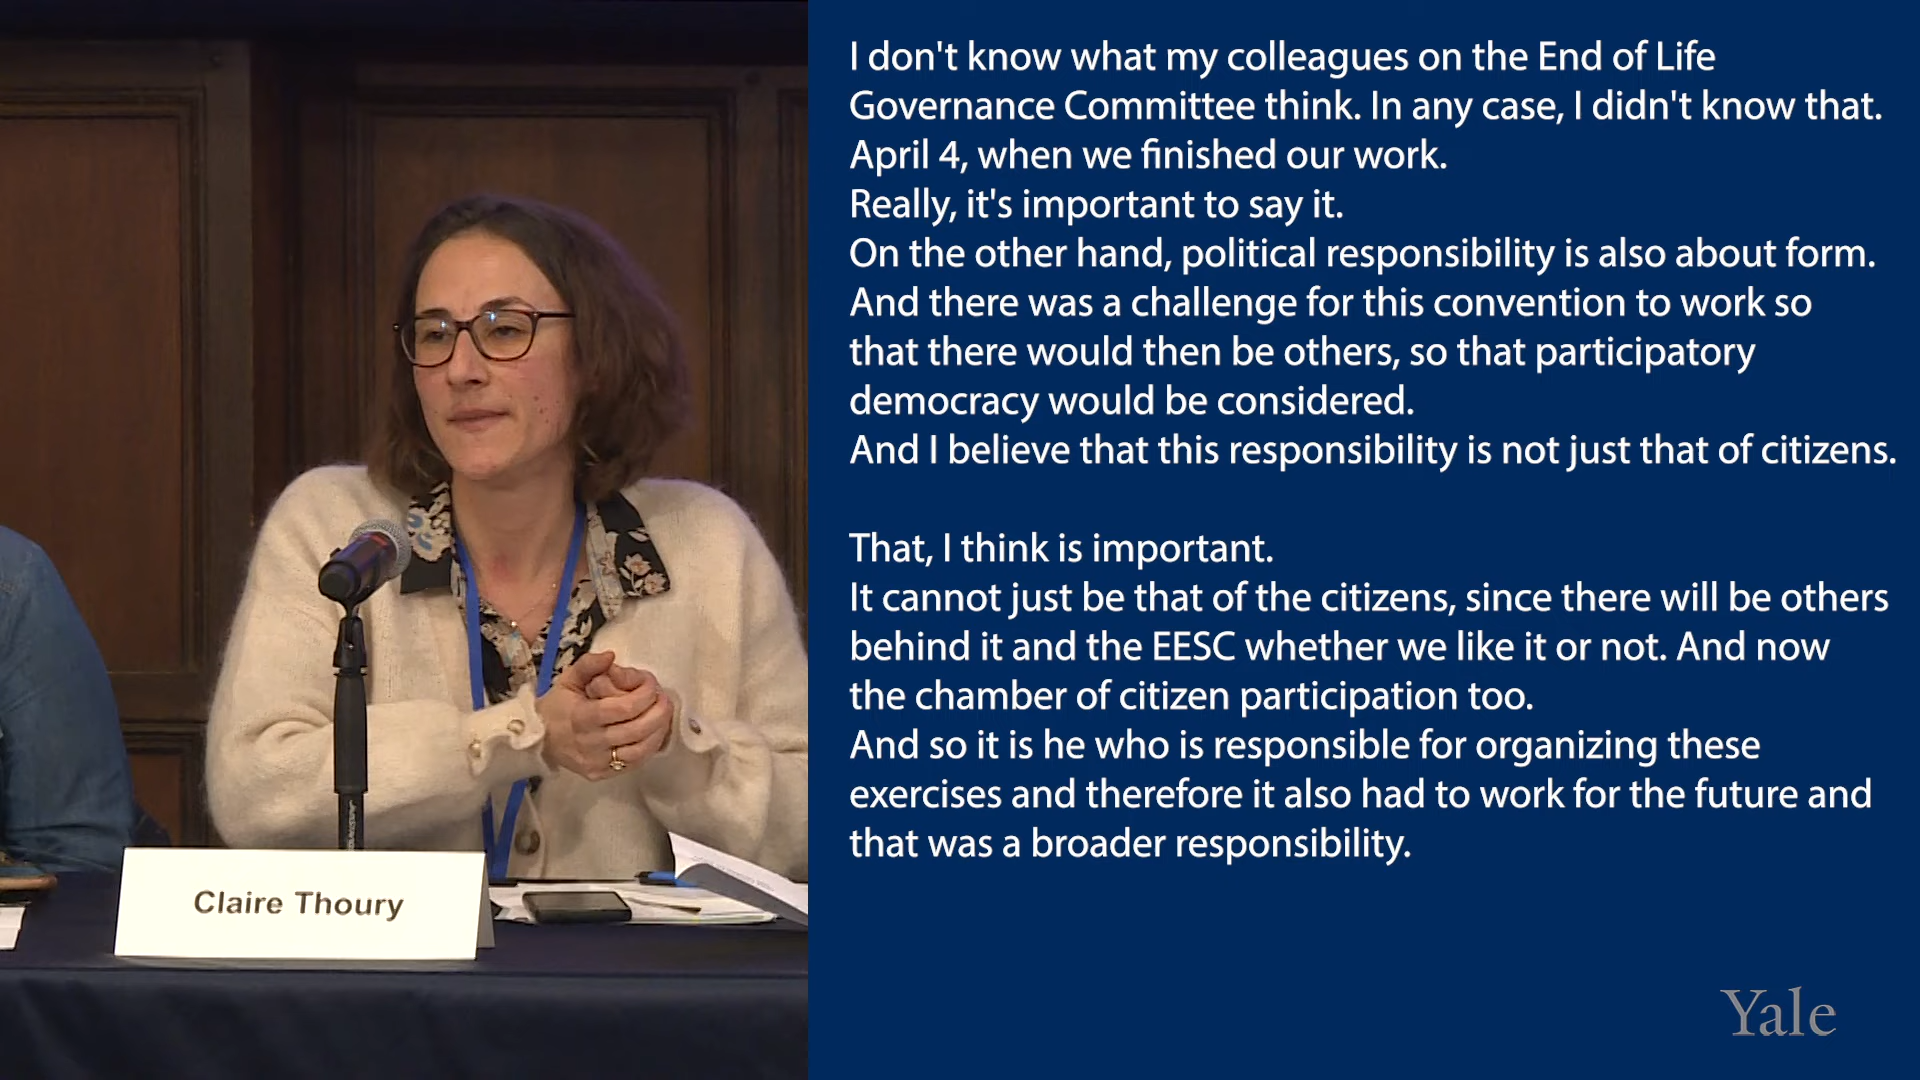 I don't know what my colleagues on the End of Life
Governance Committee think. In any case, I didn't know that.
April 4, when we finished our work.
Really, it's important to say it.
On the other hand, political responsibility is also about form.
And there was a challenge for this convention to work so
that there would then be others, so that participatory
democracy would be considered.
And I believe that this responsibility is not just that of citizens.
That, I think is important.
It cannot just be that of the citizens, since there will be others
behind it and the EESC whether we like it or not. And now
the chamber of citizen participation too.
And so it is he who is responsible for organizing these
exercises and therefore it also had to work for the future and
that was a broader responsibility.
Claire Thoury
Yale